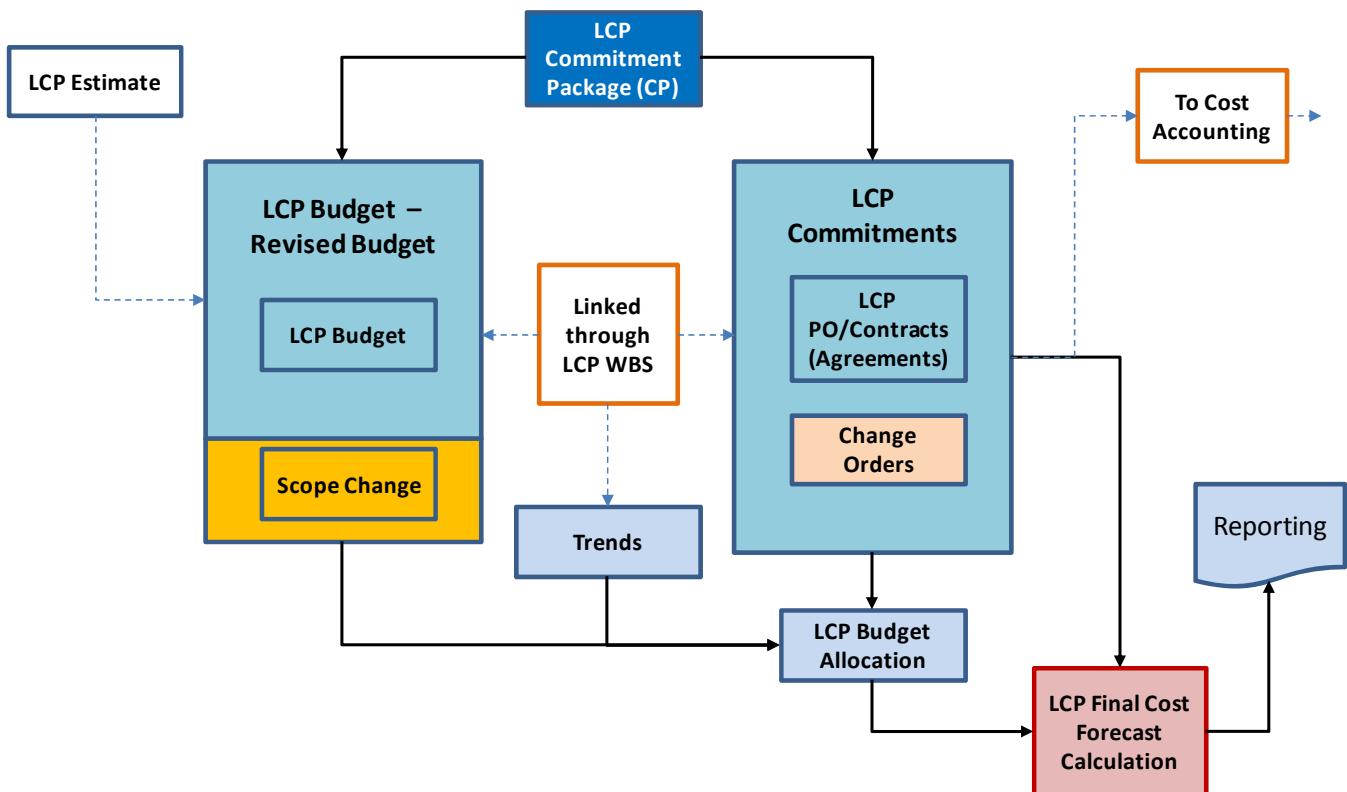 LCP
Commitment
Package (CP)
LCP Estimate
To Cost
Accounting
LCP Budget –
Revised Budget
LCP
Commitments
LCP Budget
Linked
through
LCP WBS
LCP
PO/Contracts
(Agreements)
Change
Orders
Scope Change
Trends
Reporting
LCP Budget
Allocation
LCP Final Cost
Forecast
Calculation